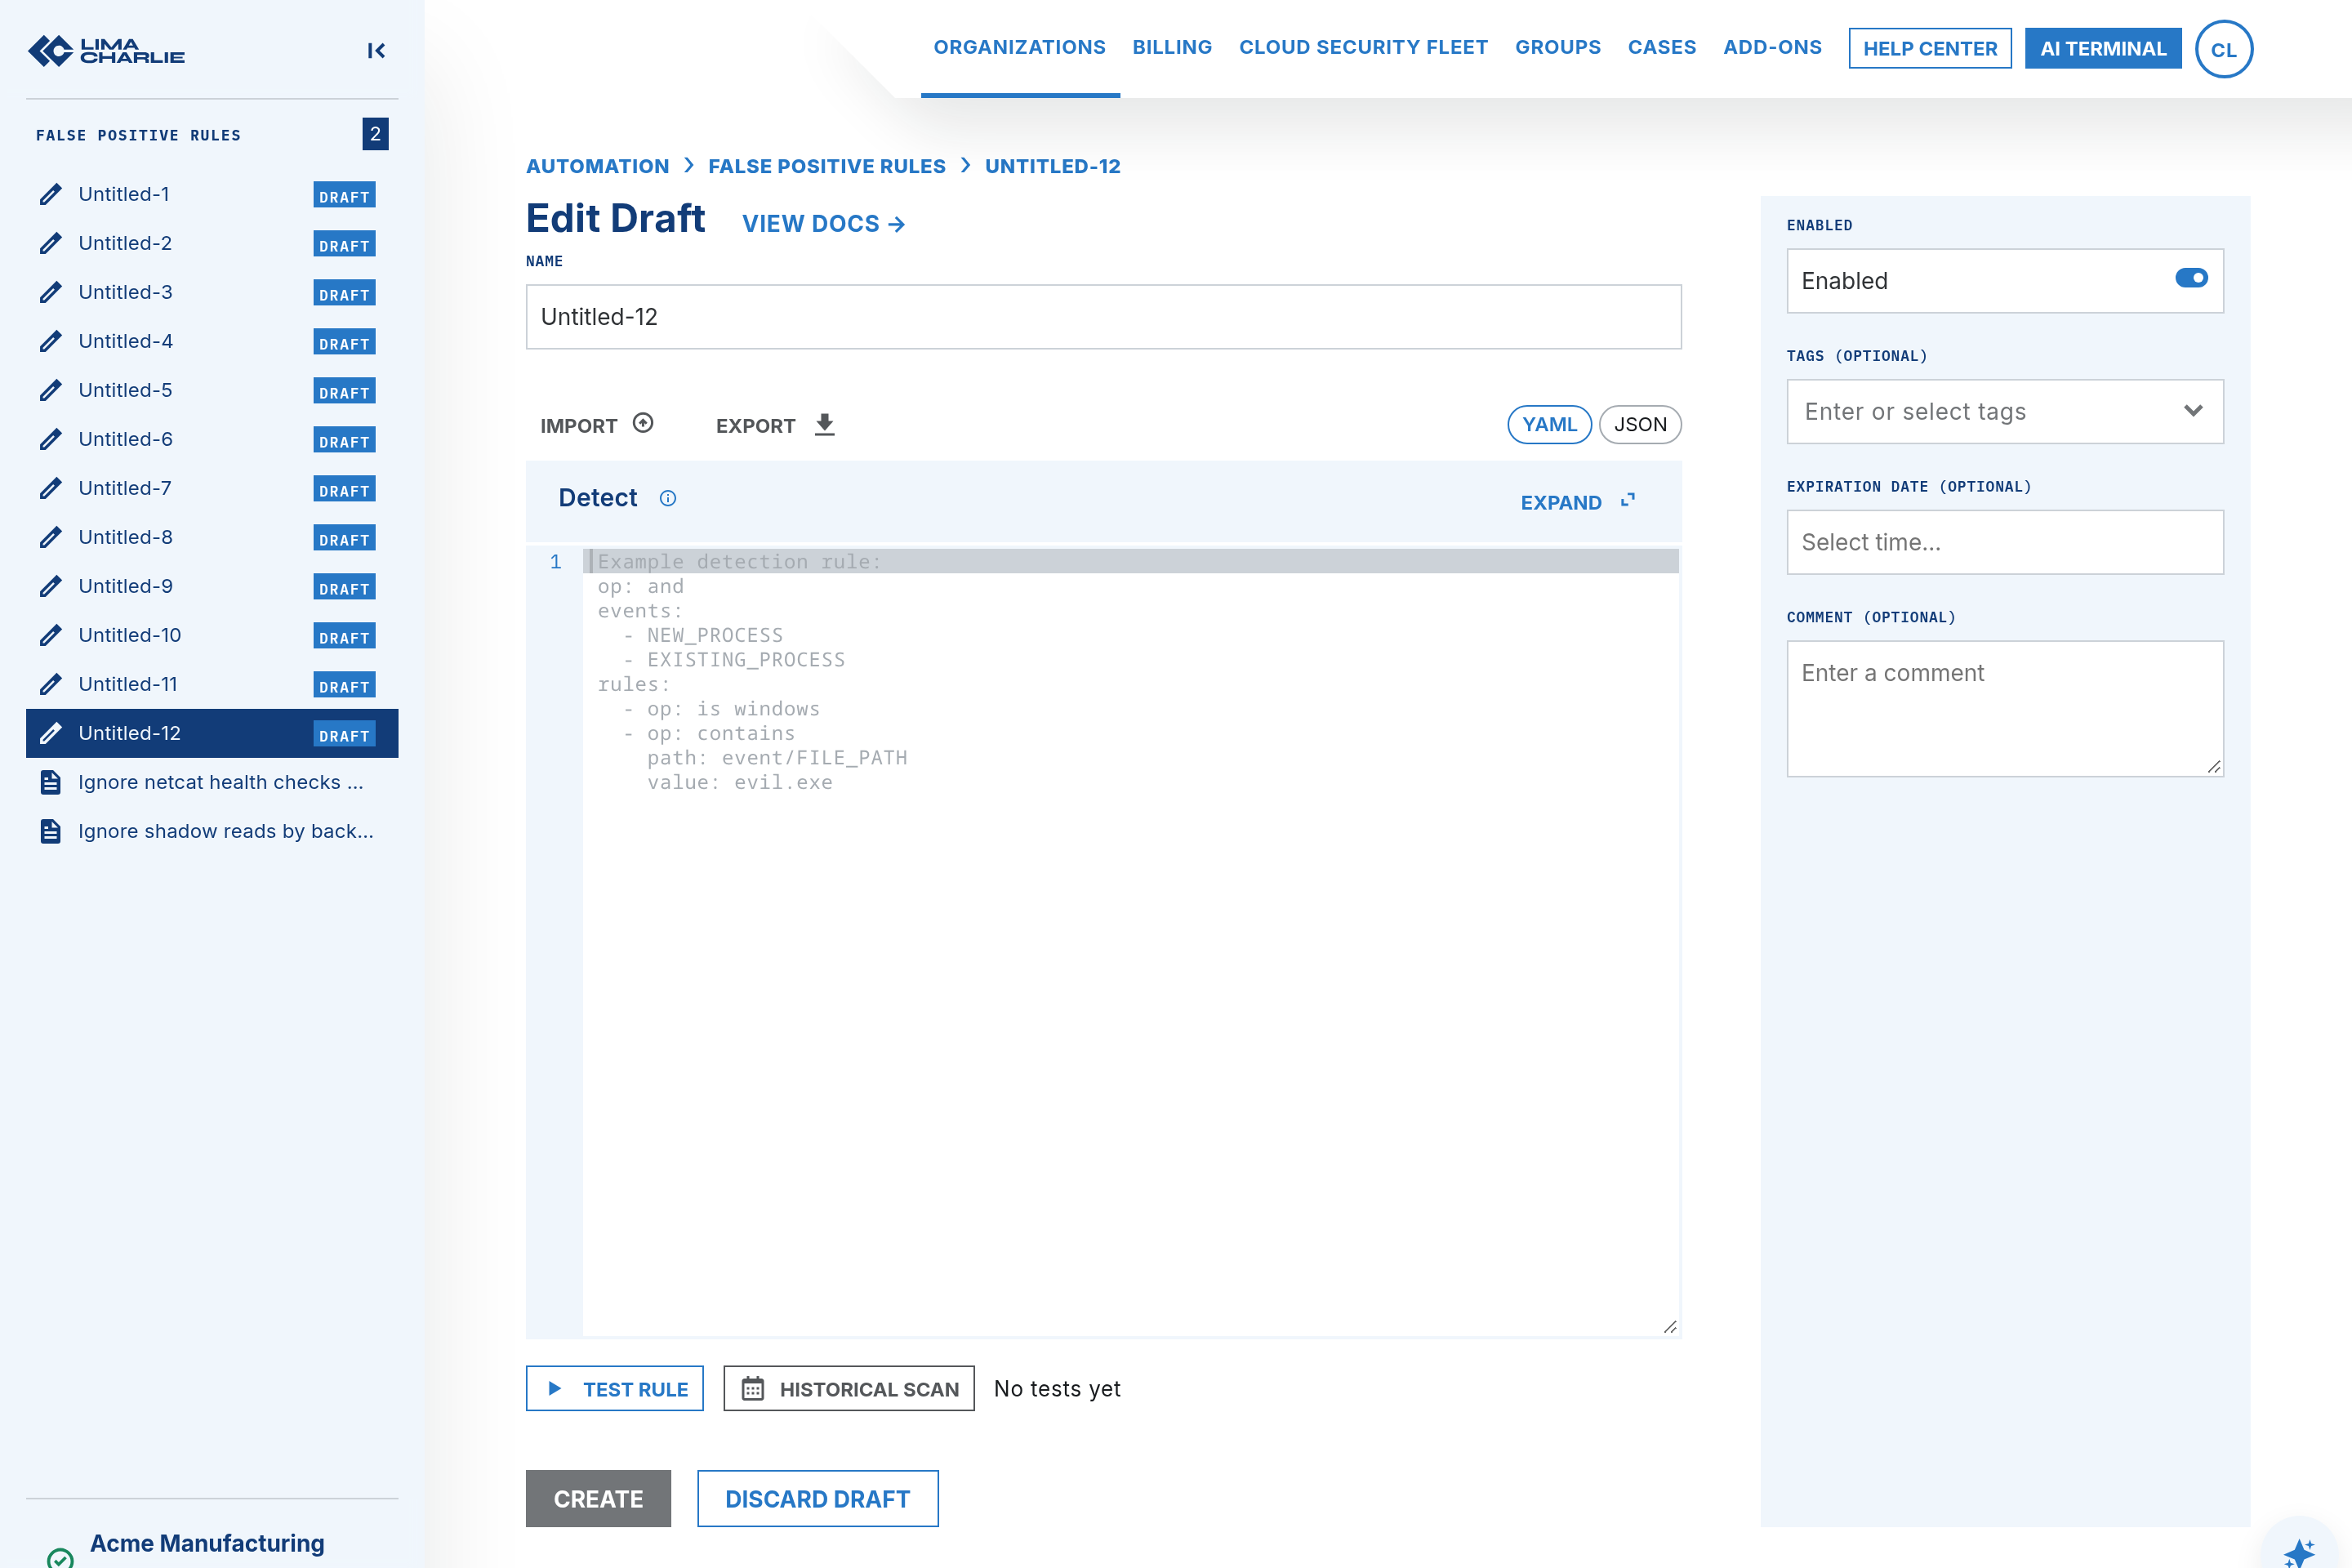 LIMA
CHARLIE
FALSE POSITIVE RULES 2
Untitled-1 DRAFT
Untitled-2 DRAFT
Untitled-3 DRAFT
Untitled-4 DRAFT
Untitled-5 DRAFT
Untitled-6 DRAFT
Untitled-7 DRAFT
Untitled-8 DRAFT
Untitled-9 DRAFT
Untitled-10 DRAFT
Untitled-11 DRAFT
Untitled-12 DRAFT
Ignore netcat health checks ...
Ignore shadow reads by back...
Acme Manufacturing
ORGANIZATIONS BILLING CLOUD SECURITY FLEET GROUPS CASES ADD-ONS HELP CENTER AI TERMINAL CL
AUTOMATION > FALSE POSITIVE RULES > UNTITLED-12
Edit Draft VIEW DOCS →
NAME
Untitled-12
IMPORT EXPORT YAML JSON
Detect EXPAND
1 Example detection rule:
op: and
events:
  - NEW_PROCESS
  - EXISTING_PROCESS
rules:
  - op: is windows
  - op: contains
    path: event/FILE_PATH
    value: evil.exe
TEST RULE HISTORICAL SCAN No tests yet
CREATE DISCARD DRAFT
ENABLED
Enabled
TAGS (OPTIONAL)
Enter or select tags
EXPIRATION DATE (OPTIONAL)
Select time...
COMMENT (OPTIONAL)
Enter a comment